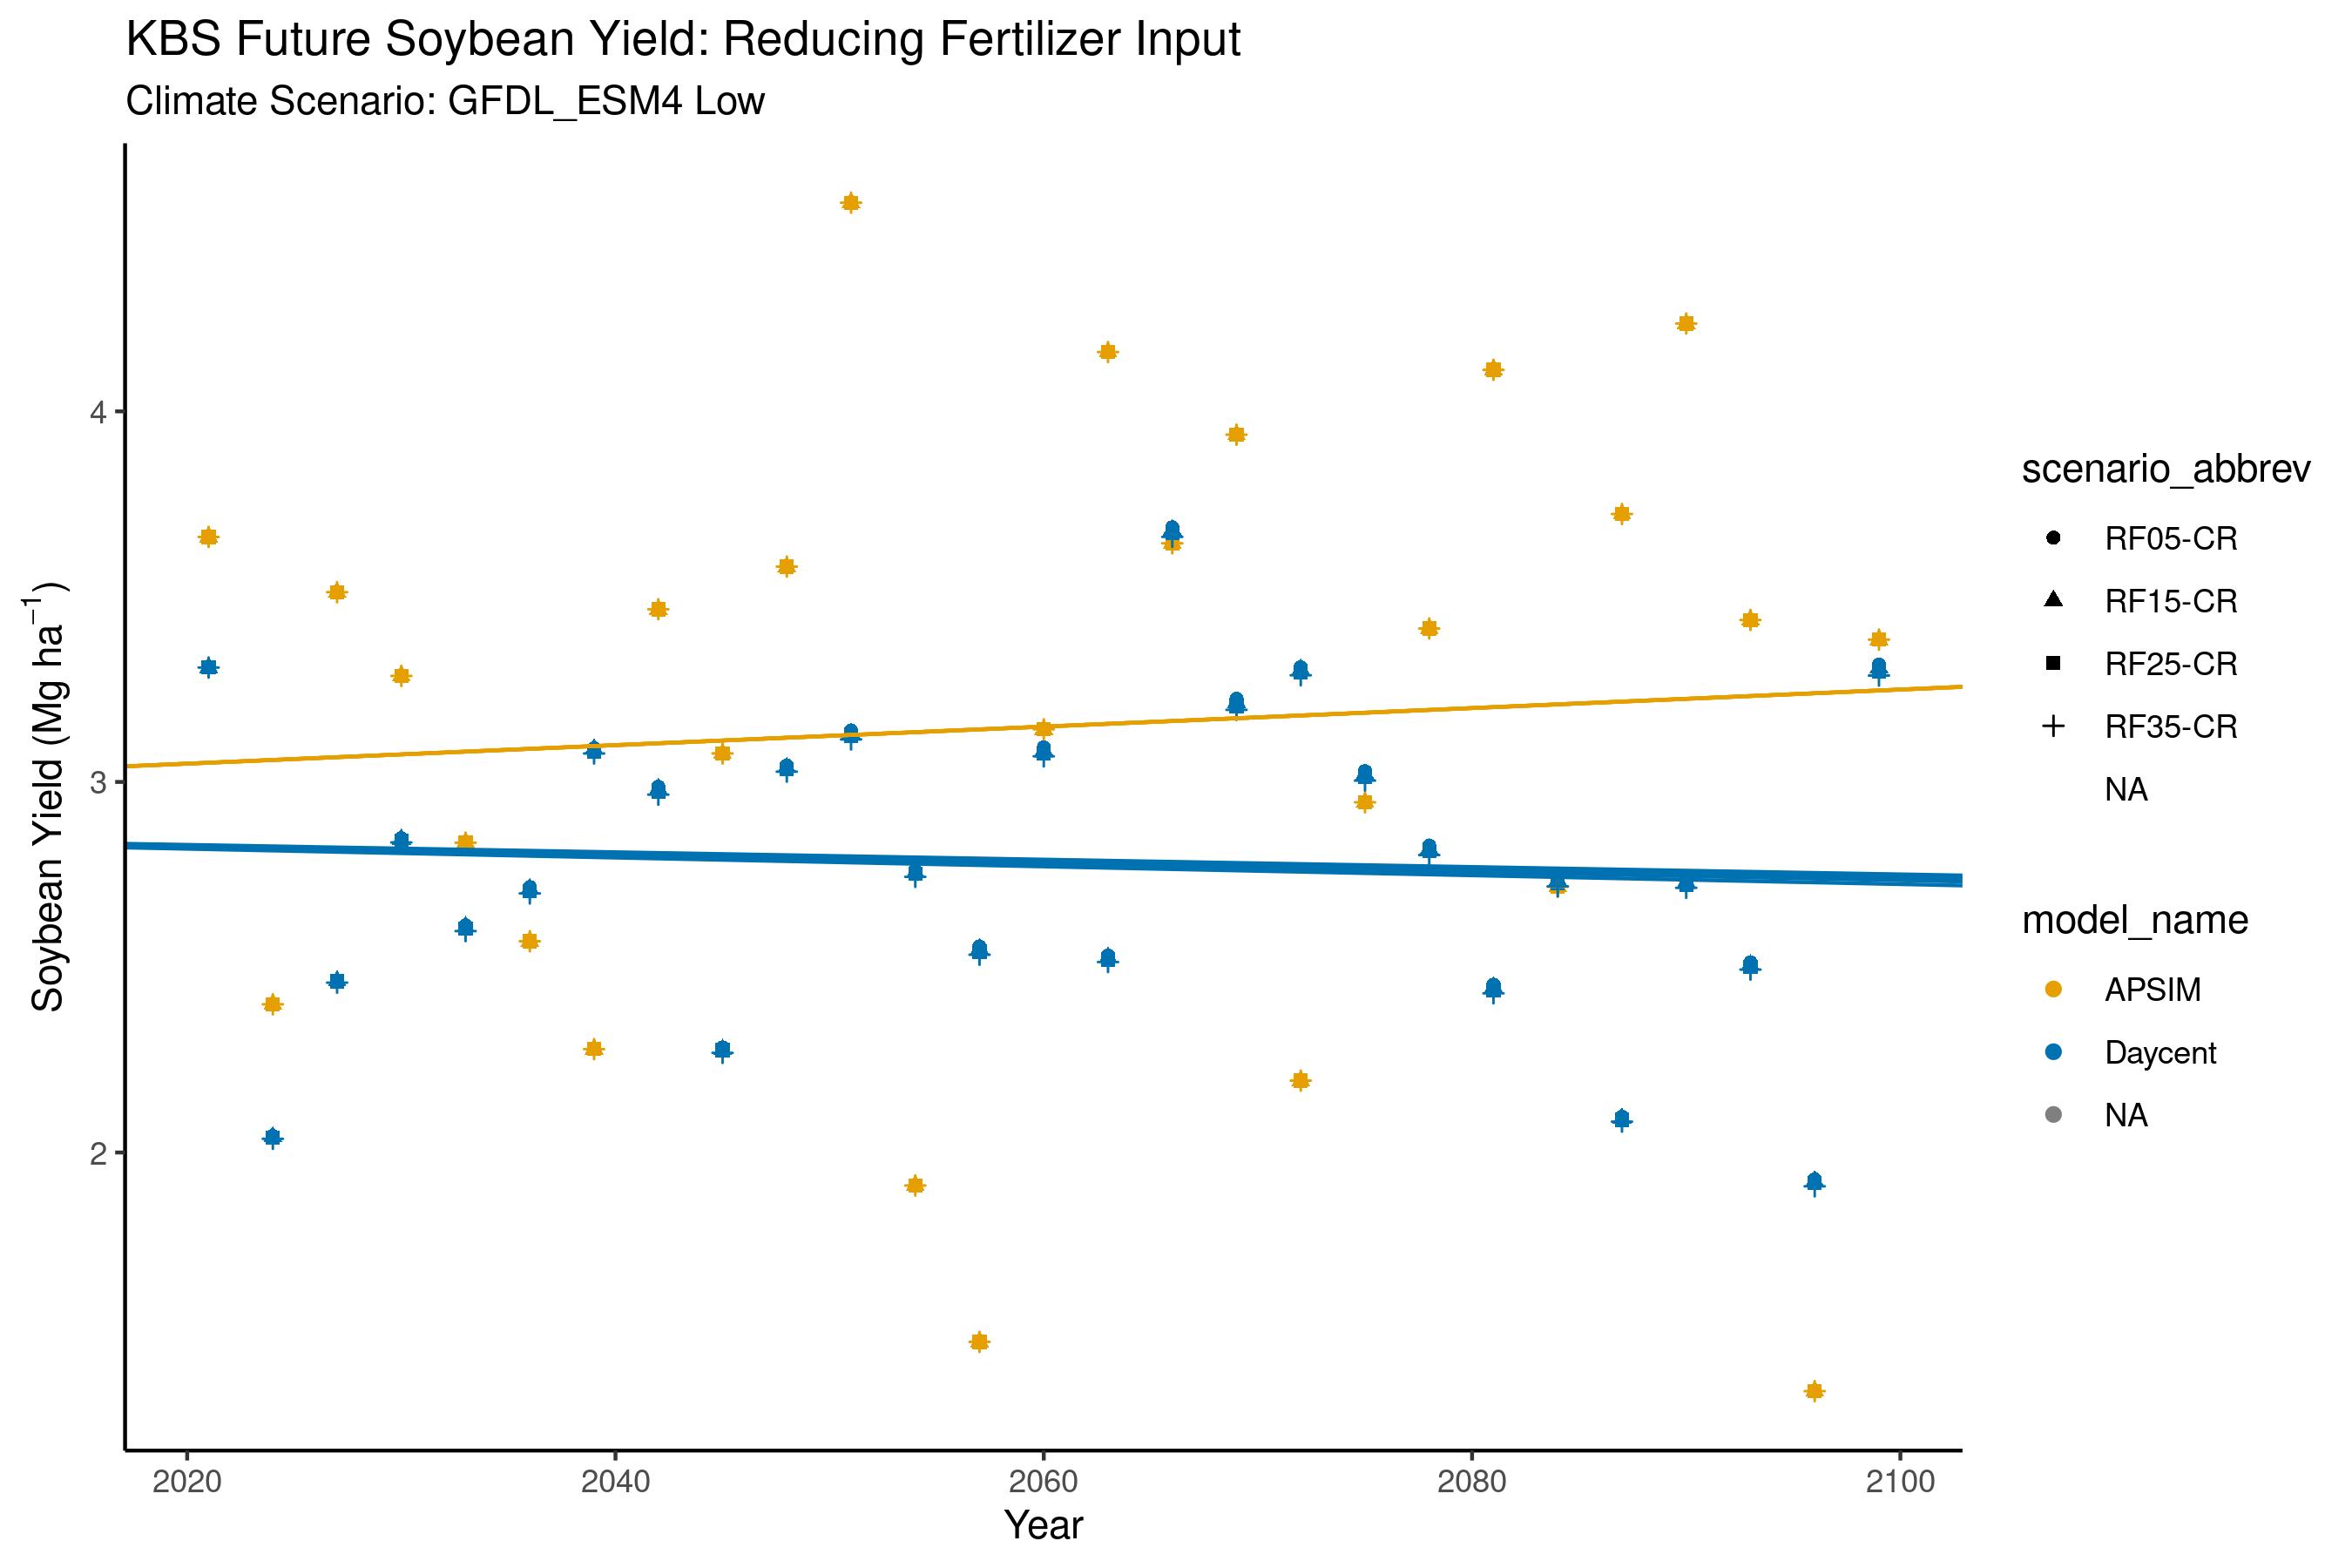 KBS Future Soybean Yield: Reducing Fertilizer Input
Climate Scenario: GFDL_ESM4 Low
Soybean Yield (Mg ha⁻¹)
4
3
2
2020
2040
2060
2080
2100
Year
scenario_abbrev
RF05-CR
RF15-CR
RF25-CR
RF35-CR
NA
model_name
APSIM
Daycent
NA